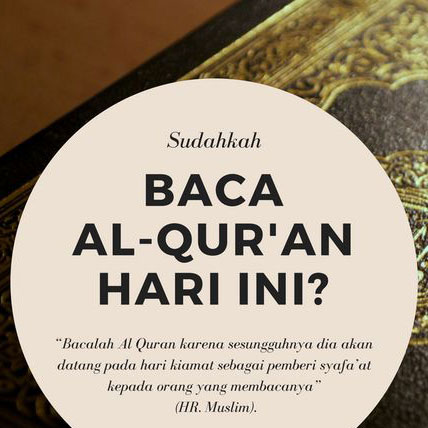 Sudahkah
BACA
AL-QUR'AN
HARI INI?
“Bacalah Al Quran karena sesungguhnya dia akan
datang pada hari kiamat sebagai pemberi syafa'at
kepada orang yang membacanya”
(HR. Muslim).